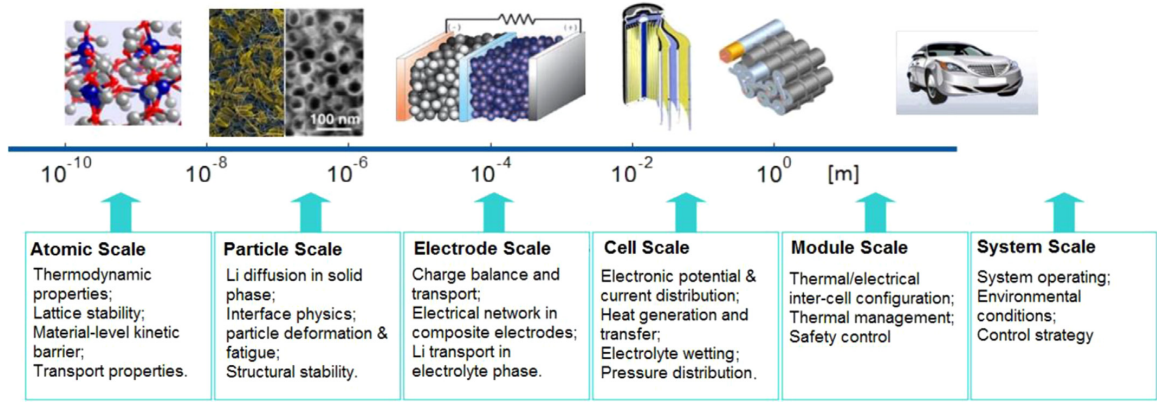 (-)
(+)
100 nm
10⁻¹⁰
10⁻⁸
10⁻⁶
10⁻⁴
10⁻²
10⁰
[m]
Atomic Scale
Thermodynamic
properties;
Lattice stability;
Material-level kinetic
barrier;
Transport properties.
Particle Scale
Li diffusion in solid
phase;
Interface physics;
particle deformation &
fatigue;
Structural stability.
Electrode Scale
Charge balance and
transport;
Electrical network in
composite electrodes;
Li transport in
electrolyte phase.
Cell Scale
Electronic potential &
current distribution;
Heat generation and
transfer;
Electrolyte wetting;
Pressure distribution.
Module Scale
Thermal/electrical
inter-cell configuration;
Thermal management;
Safety control
System Scale
System operating;
Environmental
conditions;
Control strategy